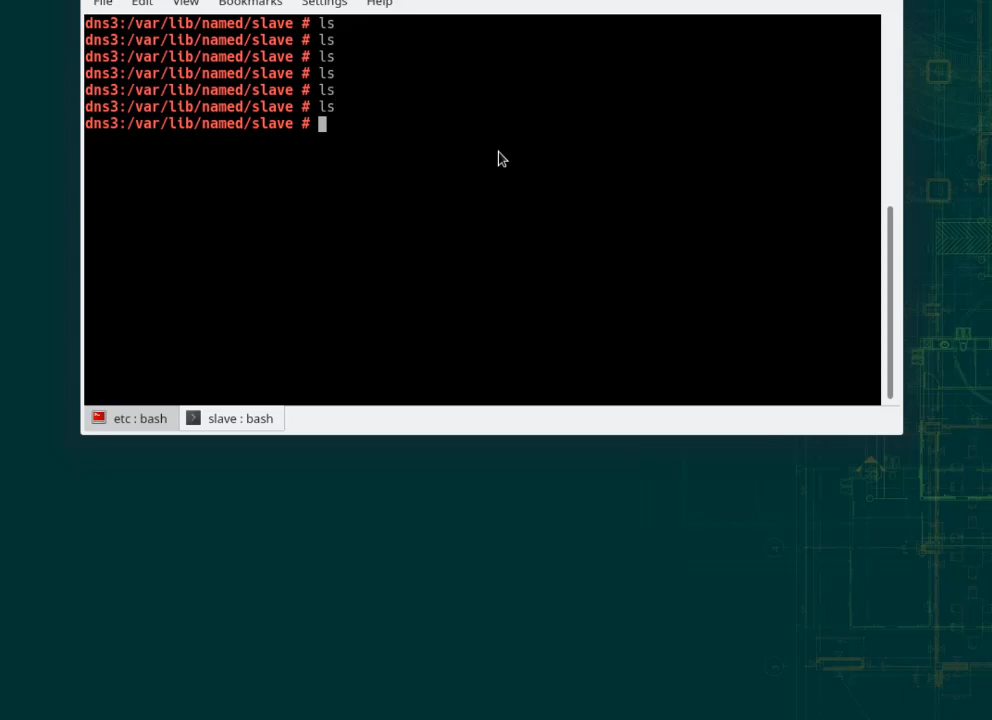 File Edit View Bookmarks Settings Help
dns3:/var/lib/named/slave # ls
dns3:/var/lib/named/slave # ls
dns3:/var/lib/named/slave # ls
dns3:/var/lib/named/slave # ls
dns3:/var/lib/named/slave # ls
dns3:/var/lib/named/slave # ls
dns3:/var/lib/named/slave #
etc : bash slave : bash